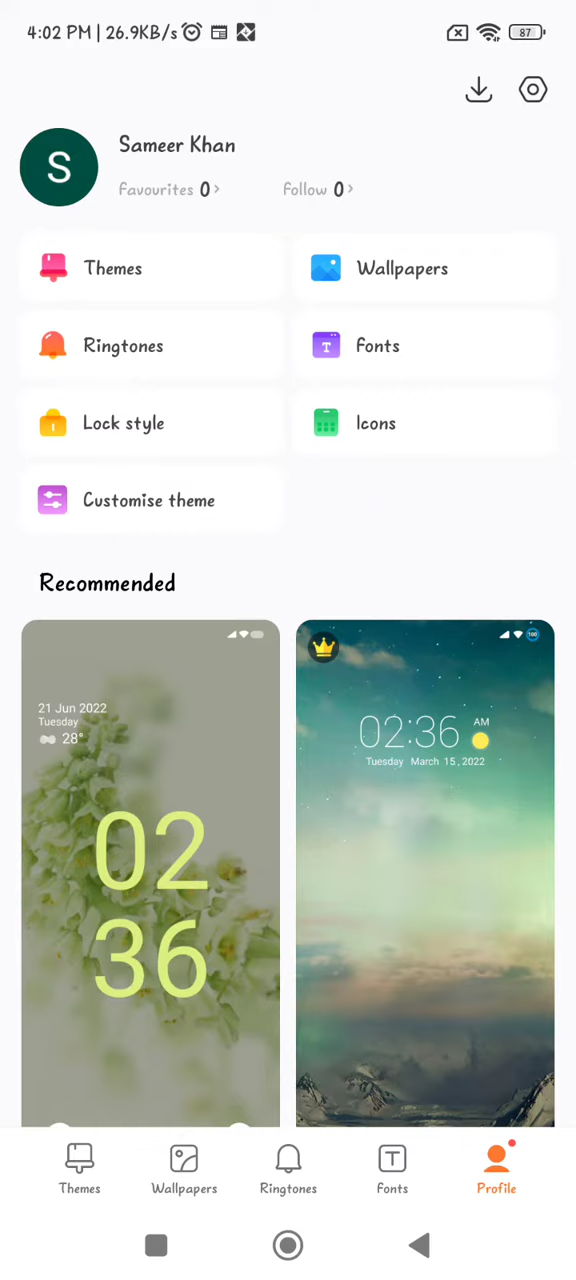 4:02 PM | 26.9KB/s 87
S
Sameer Khan
Favourites 0 > Follow 0 >
Themes Wallpapers
Ringtones Fonts
T
Lock style Icons
Customise theme
Recommended
21 Jun 2022
Tuesday
28°
02
36
100
02:36 AM
Tuesday March 15, 2022
T
Themes Wallpapers Ringtones Fonts Profile